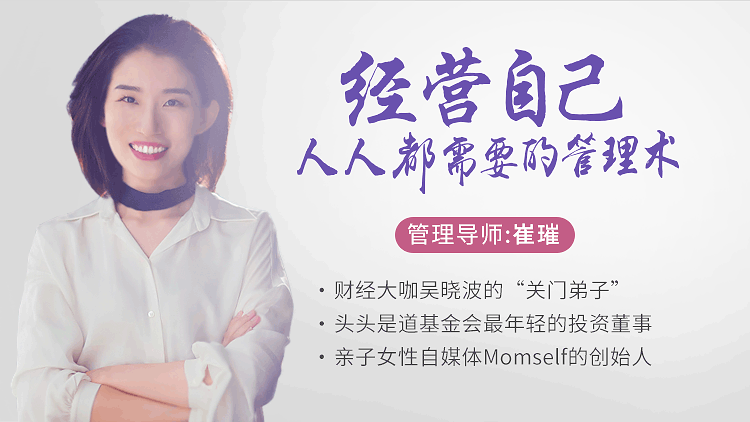 经营自己
人人都需要的管理术
管理导师:崔璀
·财经大咖吴晓波的“关门弟子”
·头头是道基金会最年轻的投资董事
·亲子女性自媒体Momself的创始人